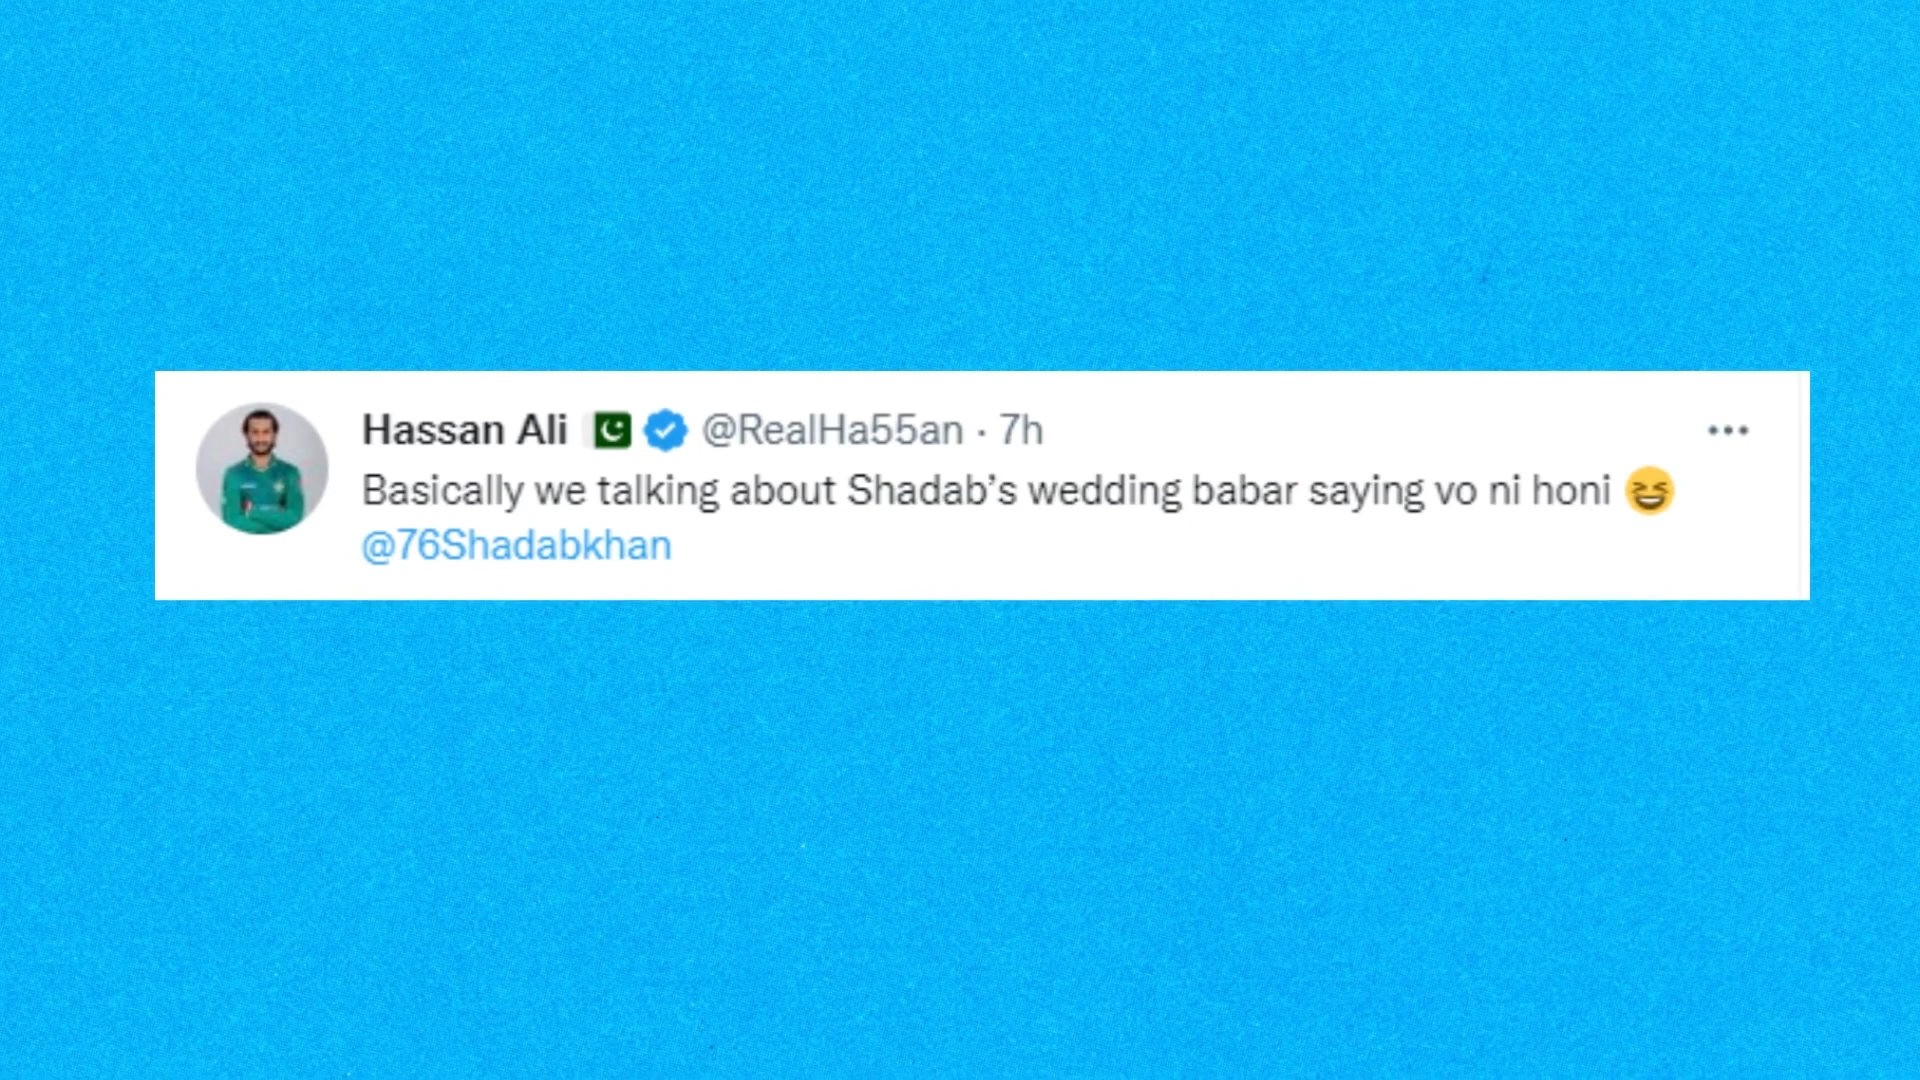 Hassan Ali 🇵🇰 @RealHa55an · 7h
Basically we talking about Shadab’s wedding babar saying vo ni honi 😆
@76Shadabkhan